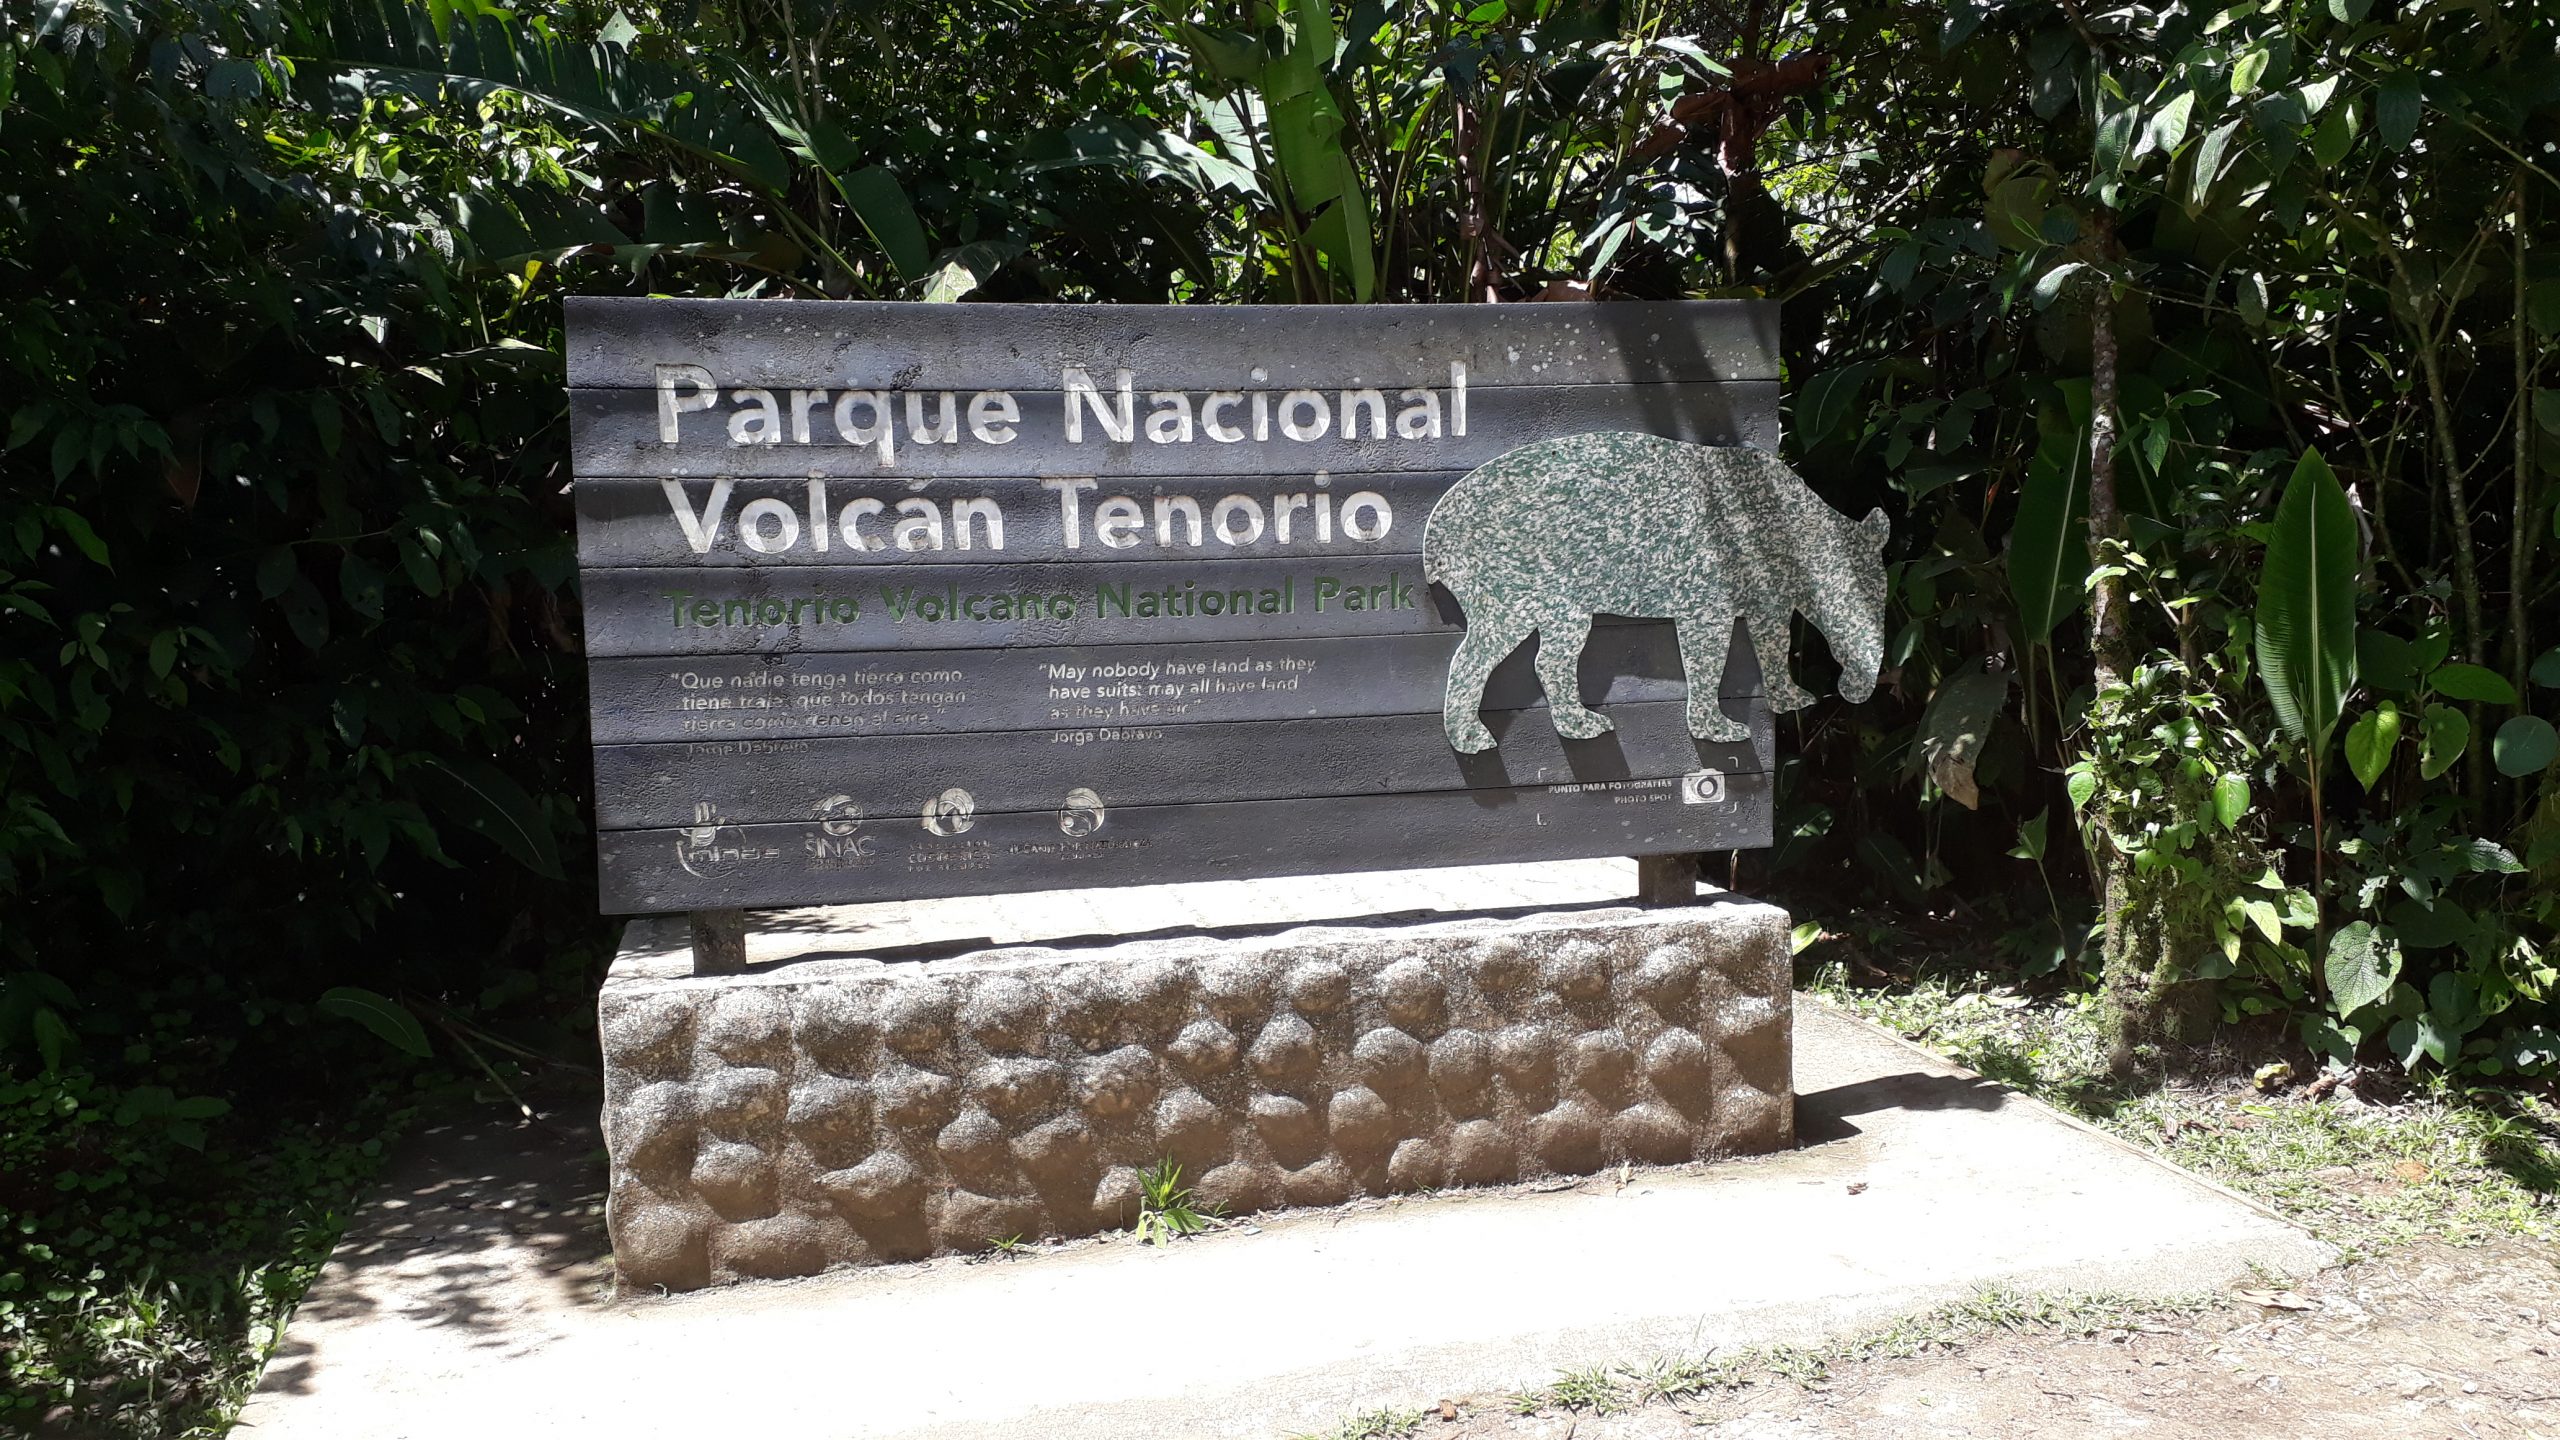 Parque Nacional
Volcán Tenorio
Tenorio Volcano National Park
“Que nadie tenga tierra como
tiene traje, que todos tengan
tierra como tienen el aire.”
Jorge Debravo
“May nobody have land as they
have suits: may all have land
as they have air.”
Jorge Debravo
PUNTO PARA FOTOGRAFÍAS
PHOTO SPOT
minae
SINAC